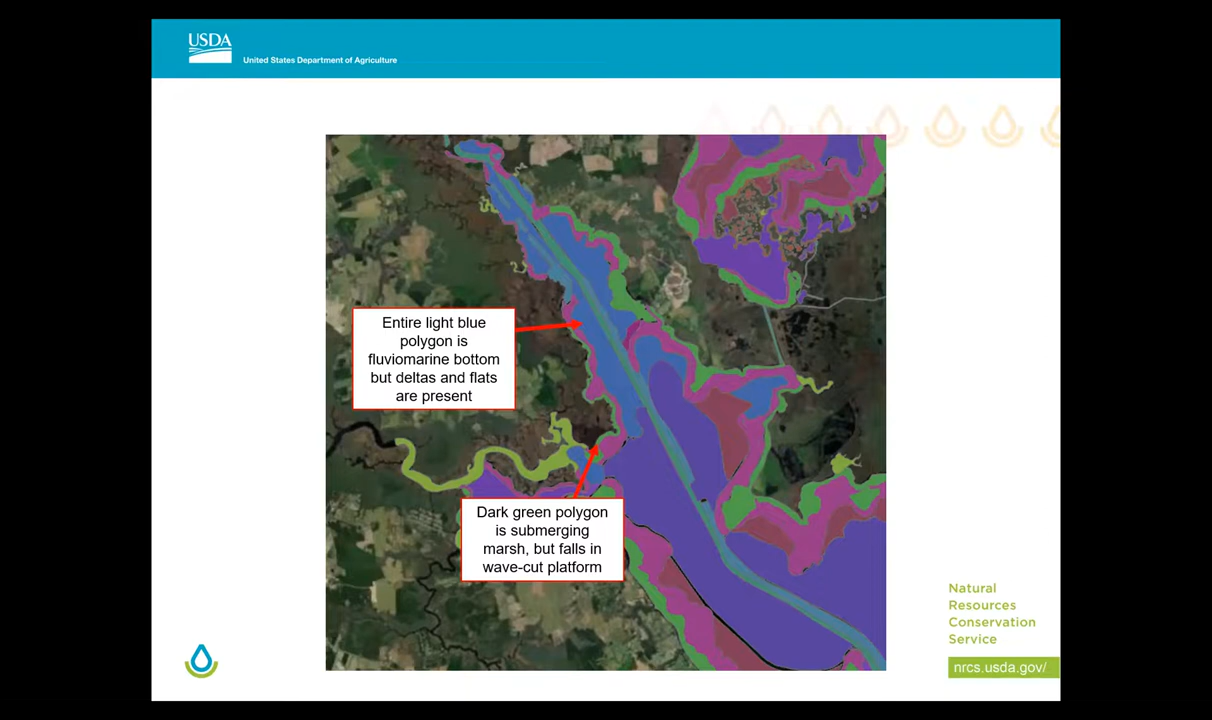 USDA
United States Department of Agriculture
Entire light blue
polygon is
fluviomarine bottom
but deltas and flats
are present
Dark green polygon
is submerging
marsh, but falls in
wave-cut platform
Natural
Resources
Conservation
Service
nrcs.usda.gov/